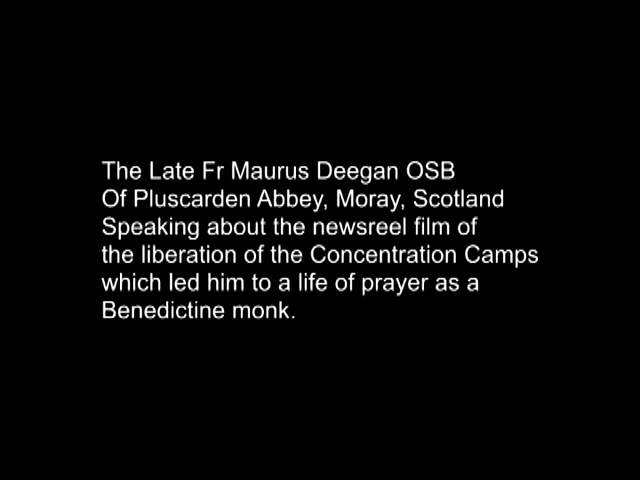 The Late Fr Maurus Deegan OSB
Of Pluscarden Abbey, Moray, Scotland
Speaking about the newsreel film of
the liberation of the Concentration Camps
which led him to a life of prayer as a
Benedictine monk.